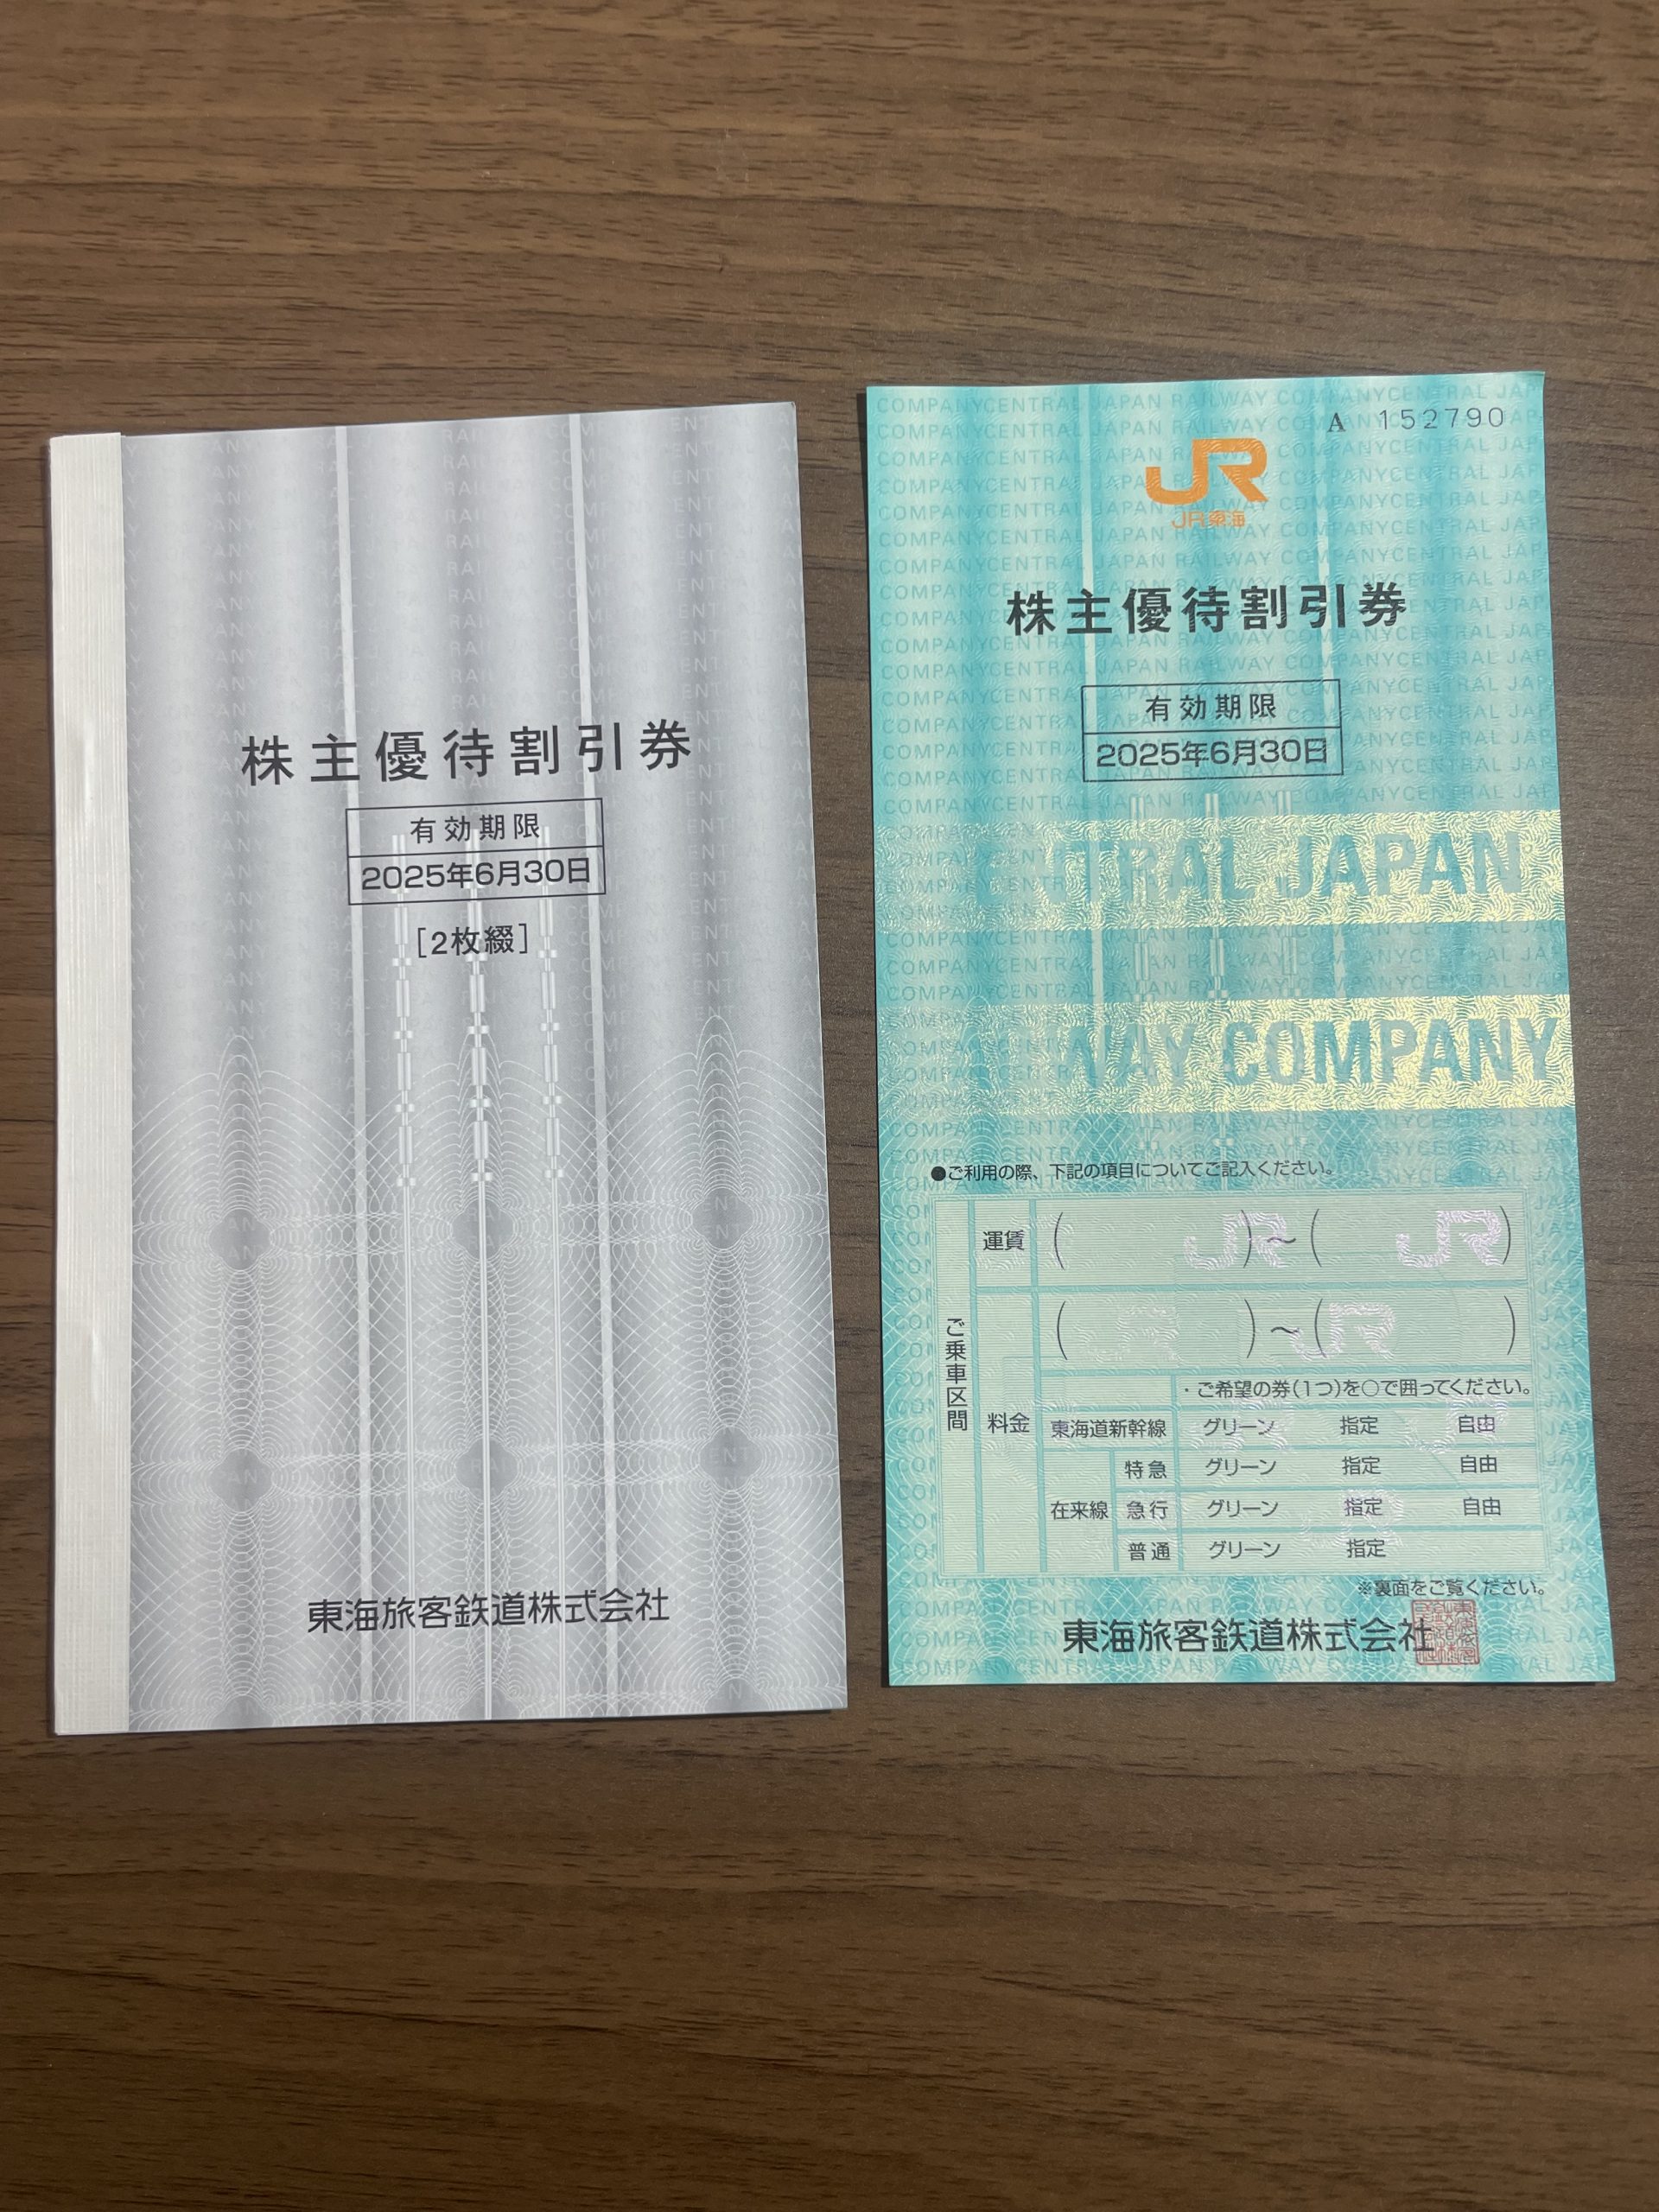 株主優待割引券
有効期限
2025年6月30日
[2枚綴]
東海旅客鉄道株式会社
A 152790
JR
JR東海
株主優待割引券
有効期限
2025年6月30日
TRAL JAPAN
WAY COMPANY
●ご利用の際、下記の項目についてご記入ください。
ご乗車区間
運賃 ( )~( )
料金 ( )~( )
・ご希望の券(1つ)を○で囲ってください。
東海道新幹線 グリーン 指定 自由
在来線 特急 グリーン 指定 自由
急行 グリーン 指定 自由
普通 グリーン 指定
※裏面をご覧ください。
東海旅客鉄道株式会社